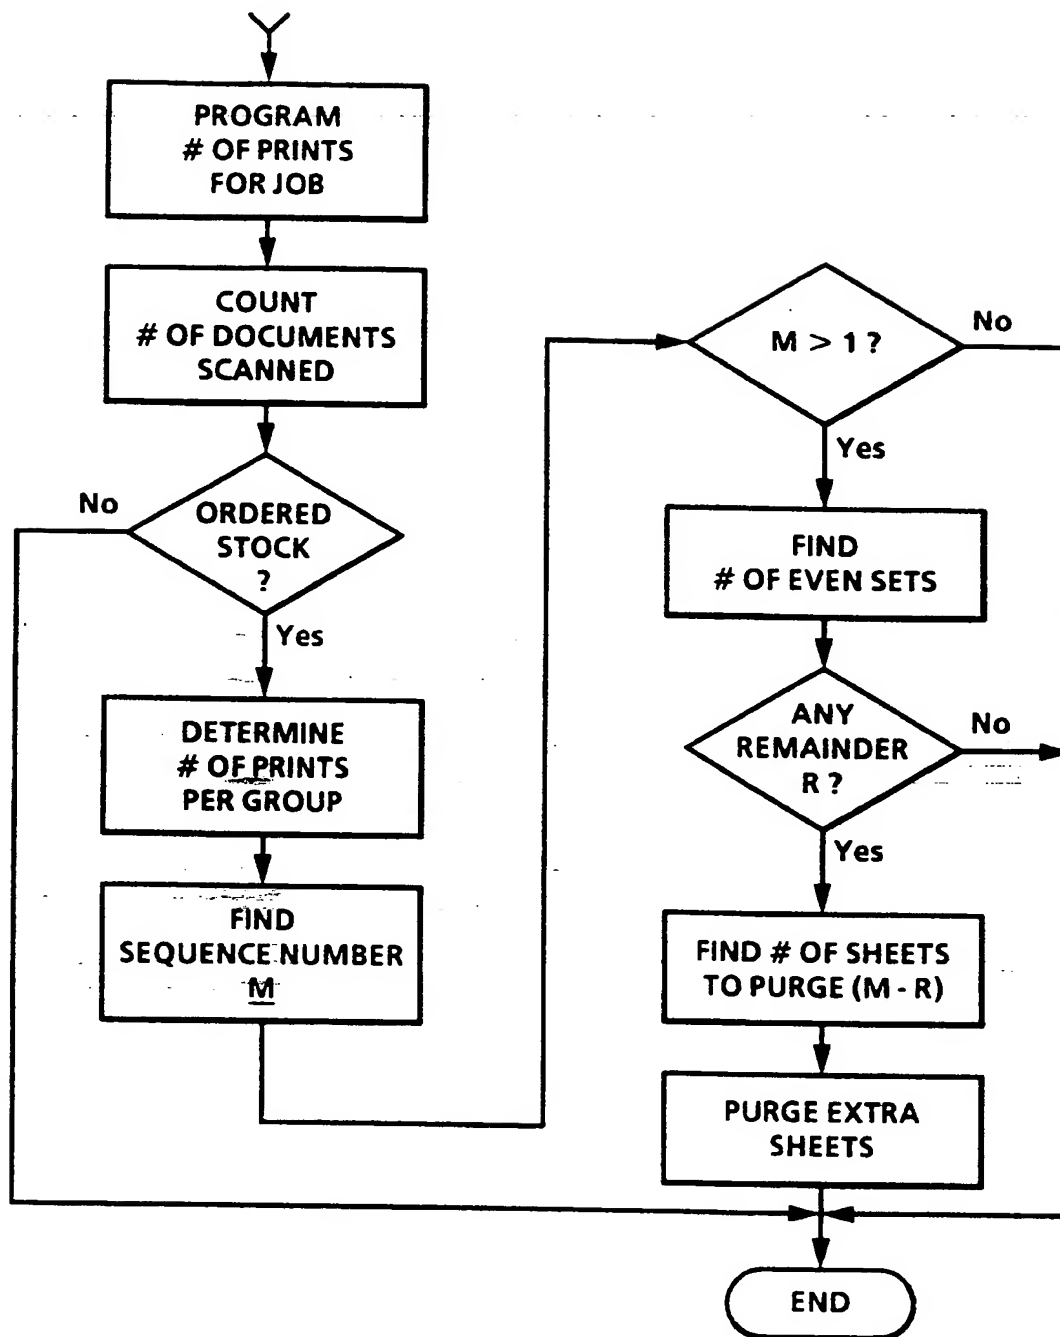 PROGRAM
# OF PRINTS
FOR JOB
COUNT
# OF DOCUMENTS
SCANNED
No
ORDERED
STOCK
?
Yes
DETERMINE
# OF PRINTS
PER GROUP
FIND
SEQUENCE NUMBER
M
M > 1 ?
No
Yes
FIND
# OF EVEN SETS
ANY
REMAINDER
R ?
No
Yes
FIND # OF SHEETS
TO PURGE (M - R)
PURGE EXTRA
SHEETS
END